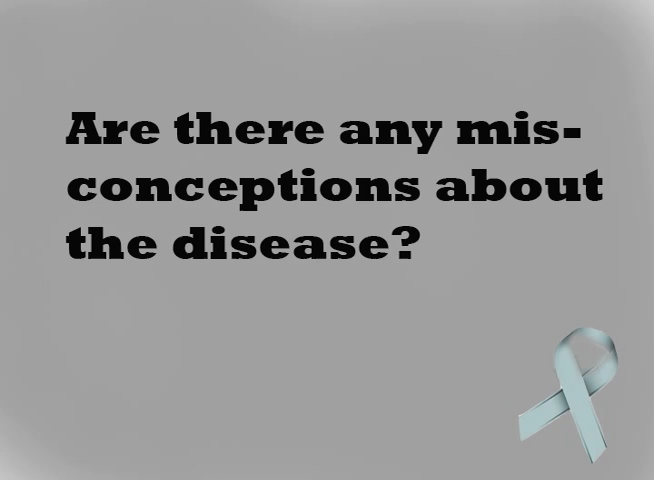 Are there any mis-
conceptions about
the disease?